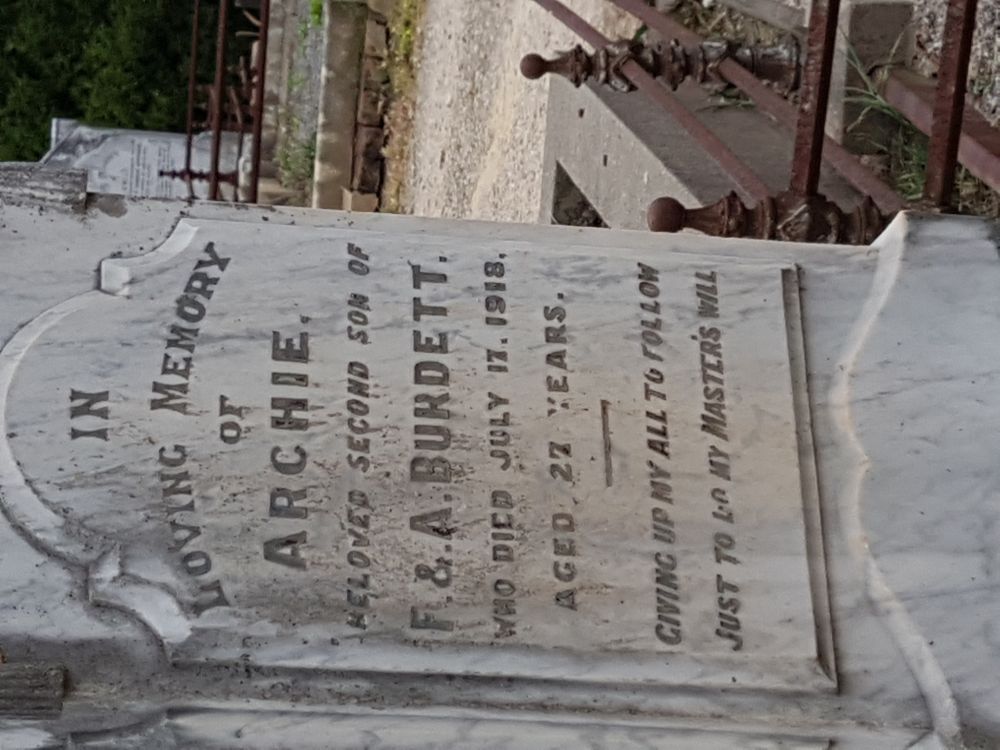 IN
LOVING MEMORY
OF
ARCHIE.
BELOVED SECOND SON OF
F. & A. BURDETT.
WHO DIED JULY 17. 1918.
AGED 27 YEARS.
GIVING UP MY ALL TO FOLLOW
JUST TO DO MY MASTER'S WILL